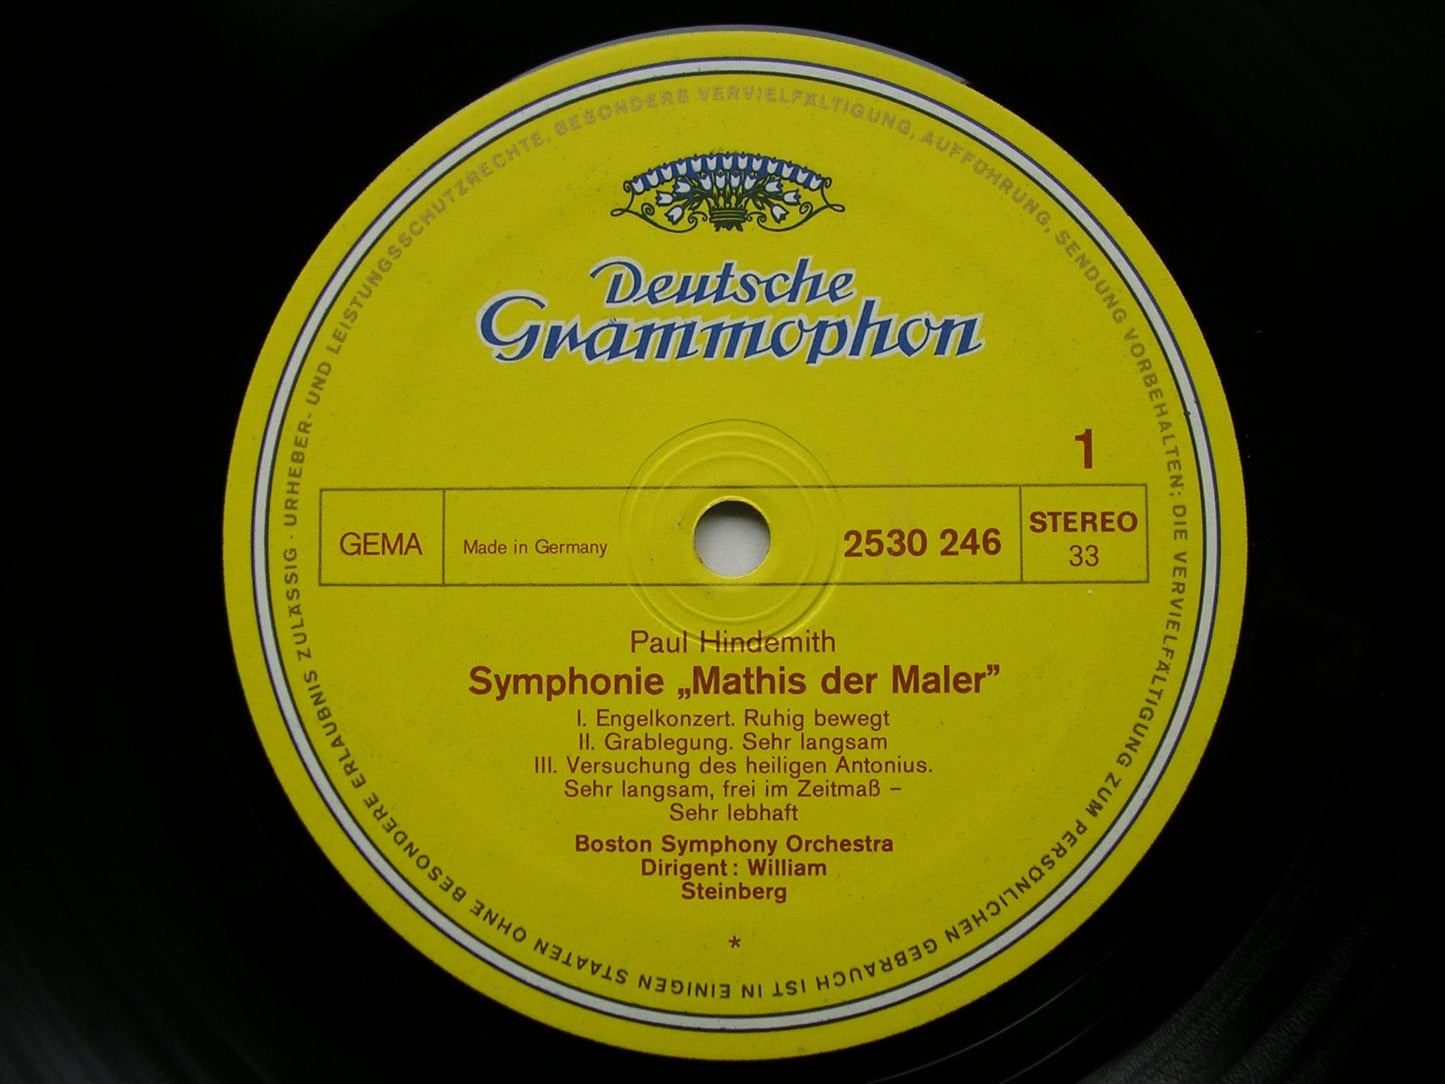 URHEBER- UND LEISTUNGSSCHUTZRECHTE, BESONDERS VERVIELFÄLTIGUNG, AUFFÜHRUNG, SENDUNG VORBEHALTEN; DIE VERVIELFÄLTIGUNG ZUM PERSÖNLICHEN GEBRAUCH IST IN EINIGEN STAATEN OHNE BESONDERE ERLAUBNIS ZULÄSSIG ·
Deutsche
Grammophon
1
GEMA
Made in Germany
2530 246
STEREO
33
Paul Hindemith
Symphonie „Mathis der Maler”
I. Engelkonzert. Ruhig bewegt
II. Grablegung. Sehr langsam
III. Versuchung des heiligen Antonius.
Sehr langsam, frei im Zeitmaß –
Sehr lebhaft
Boston Symphony Orchestra
Dirigent: William
Steinberg
*